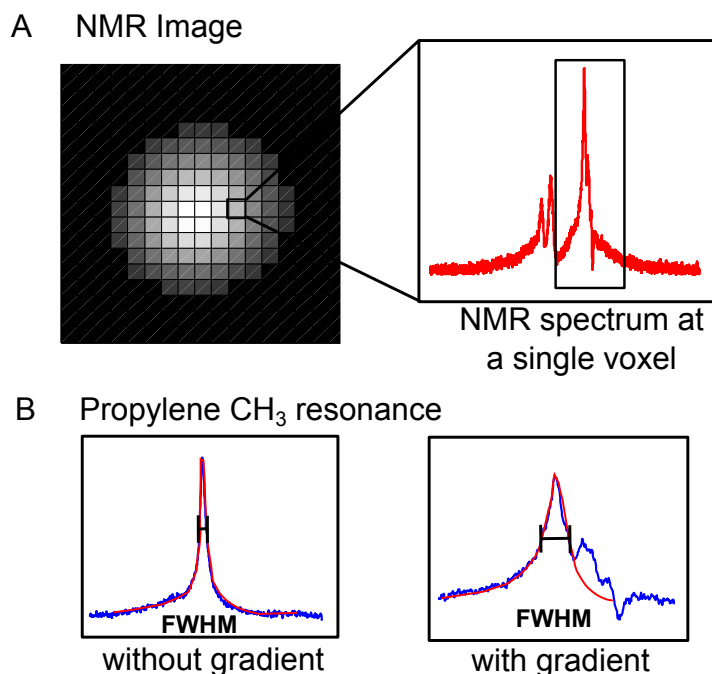 A NMR Image
NMR spectrum at
a single voxel
B Propylene CH₃ resonance
FWHM
without gradient
FWHM
with gradient